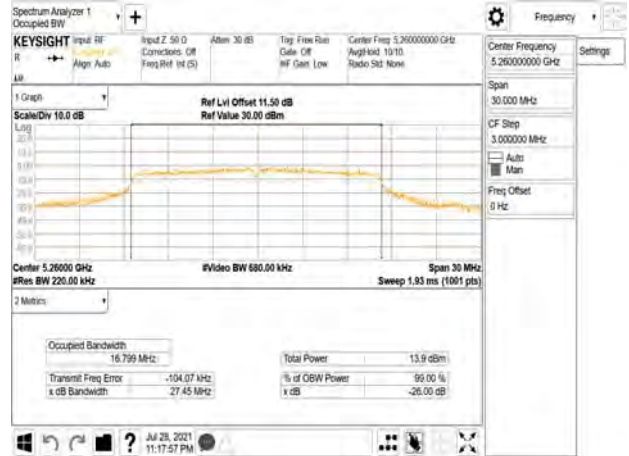 Spectrum Analyzer 1
Occupied BW
Frequency
KEYSIGHT
Input: RF
Input Z: 50 Ω
Atten: 30 dB
Trig: Free Run
Center Freq: 5.260000000 GHz
R
Corrections: Off
Gate: Off
Avg|Hold: 10/10
Align: Auto
Freq Ref: Int (S)
#IF Gain: Low
Radio Std: None
1 Graph
Ref Lvl Offset 11.50 dB
Scale/Div 10.0 dB
Ref Value 30.00 dBm
Log
Center 5.26000 GHz
#Video BW 680.00 kHz
Span 30 MHz
#Res BW 220.00 kHz
Sweep 1.93 ms (1001 pts)
2 Metrics
Occupied Bandwidth
16.799 MHz
Total Power
13.9 dBm
Transmit Freq Error
-104.07 kHz
% of OBW Power
99.00 %
x dB Bandwidth
27.45 MHz
x dB
-26.00 dB
Center Frequency
5.260000000 GHz
Settings
Span
30.000 MHz
CF Step
3.000000 MHz
Auto
Man
Freq Offset
0 Hz
?
Jul 28, 2021
11:17:57 PM